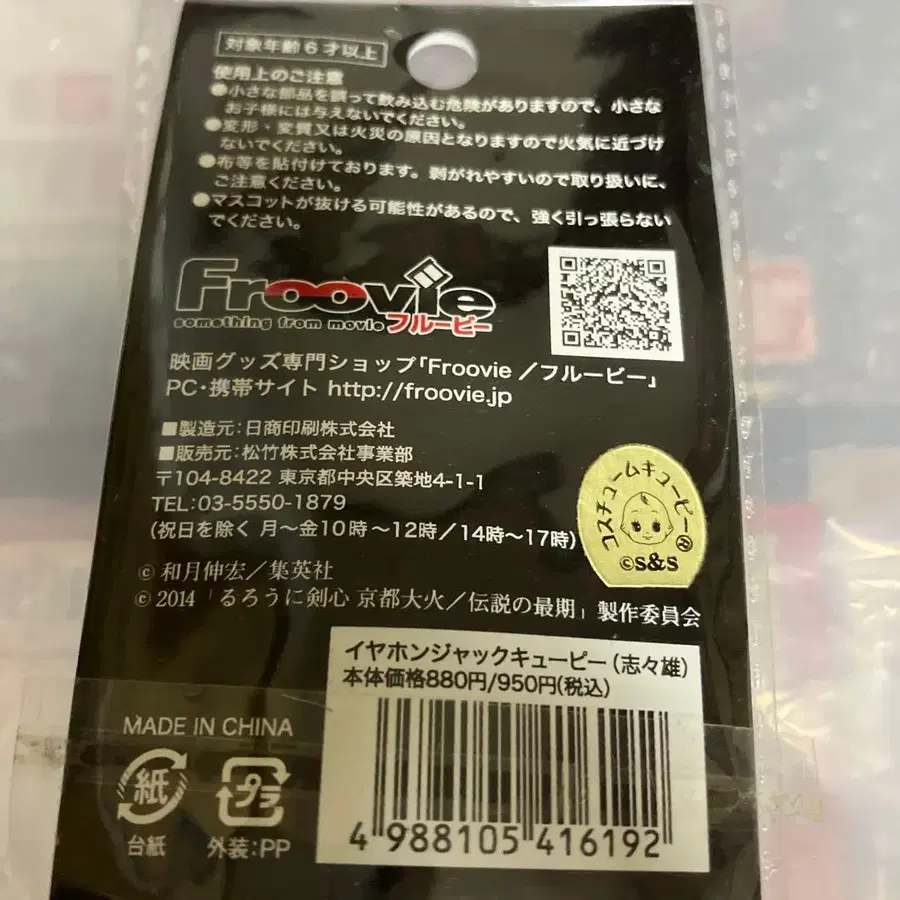 対象年齢6才以上
使用上のご注意
●小さな部品を誤って飲み込む危険がありますので、小さな
お子様には与えないでください。
●変形・変質又は火災の原因となりますので火気に近づけ
ないでください。
●布等を貼付けております。剥がれやすいので取り扱いに、
ご注意ください。
●マスコットが抜ける可能性があるので、強く引っ張らない
でください。
Froovie
something from movie フルービー
映画グッズ専門ショップ「Froovie／フルービー」
PC・携帯サイト http://froovie.jp
■製造元:日商印刷株式会社
■販売元:松竹株式会社事業部
〒104-8422 東京都中央区築地4-1-1
TEL:03-5550-1879
(祝日を除く 月～金10時～12時／14時～17時)
コスチュームキューピー®
©S&S
© 和月伸宏／集英社
© 2014 「るろうに剣心 京都大火／伝説の最期」製作委員会
イヤホンジャックキューピー(志々雄)
本体価格880円/950円(税込)
4 988105 416192
MADE IN CHINA
紙
プラ
台紙
外装:PP